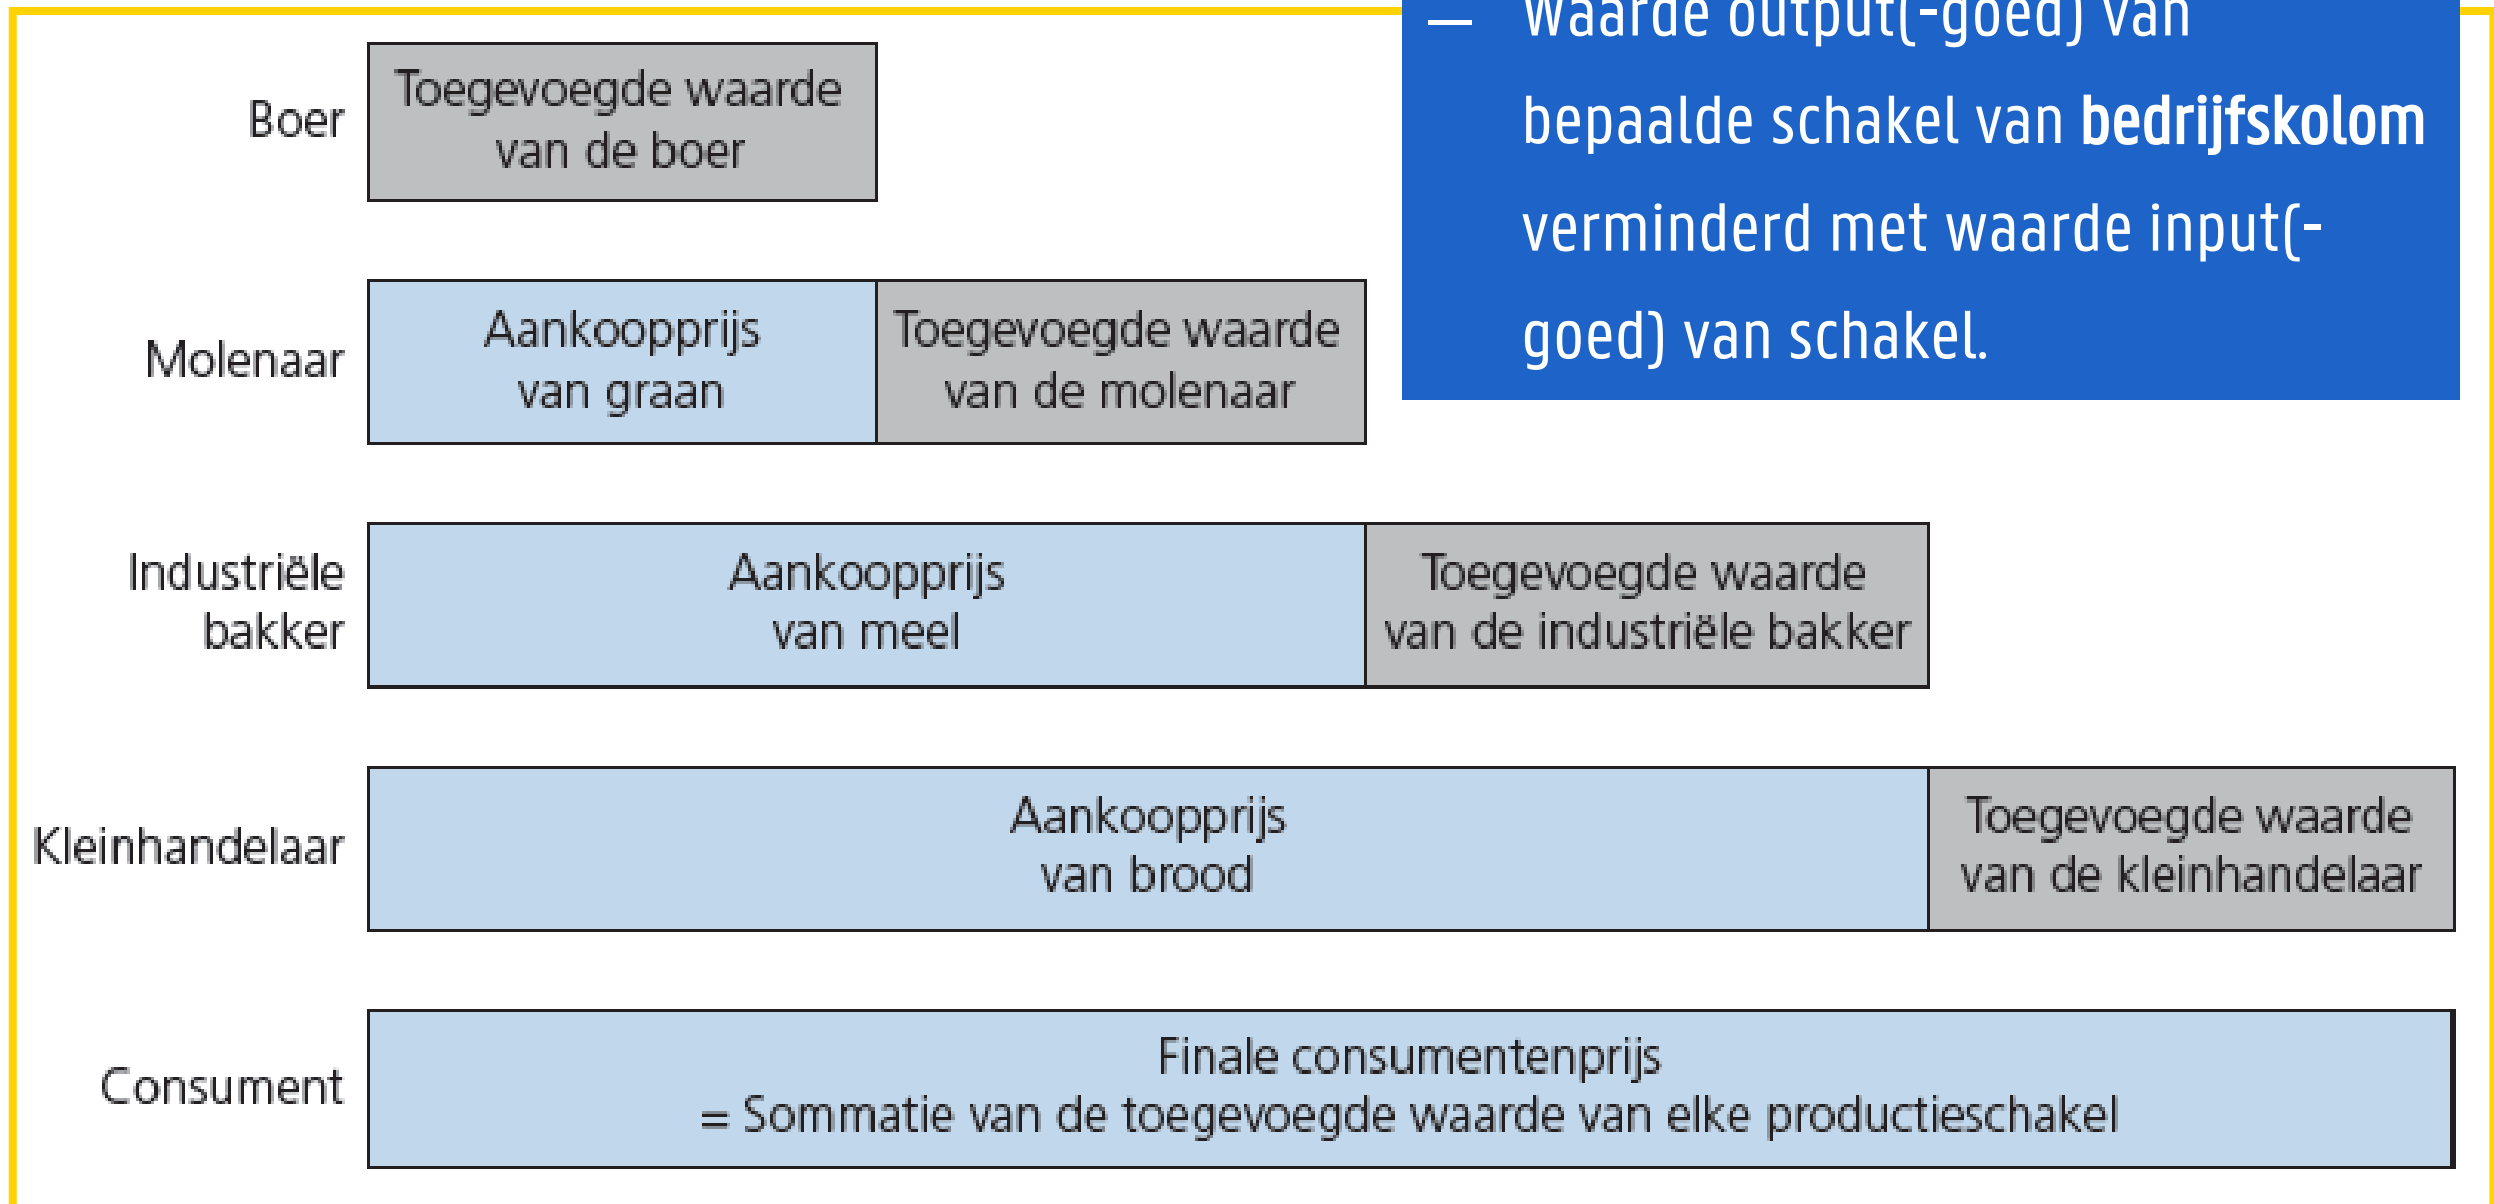 — Waarde output(-goed) van
bepaalde schakel van bedrijfskolom
verminderd met waarde input(-
goed) van schakel.
Boer
Toegevoegde waarde
van de boer
Molenaar
Aankoopprijs
van graan
Toegevoegde waarde
van de molenaar
Industriële
bakker
Aankoopprijs
van meel
Toegevoegde waarde
van de industriële bakker
Kleinhandelaar
Aankoopprijs
van brood
Toegevoegde waarde
van de kleinhandelaar
Consument
Finale consumentenprijs
= Sommatie van de toegevoegde waarde van elke productieschakel